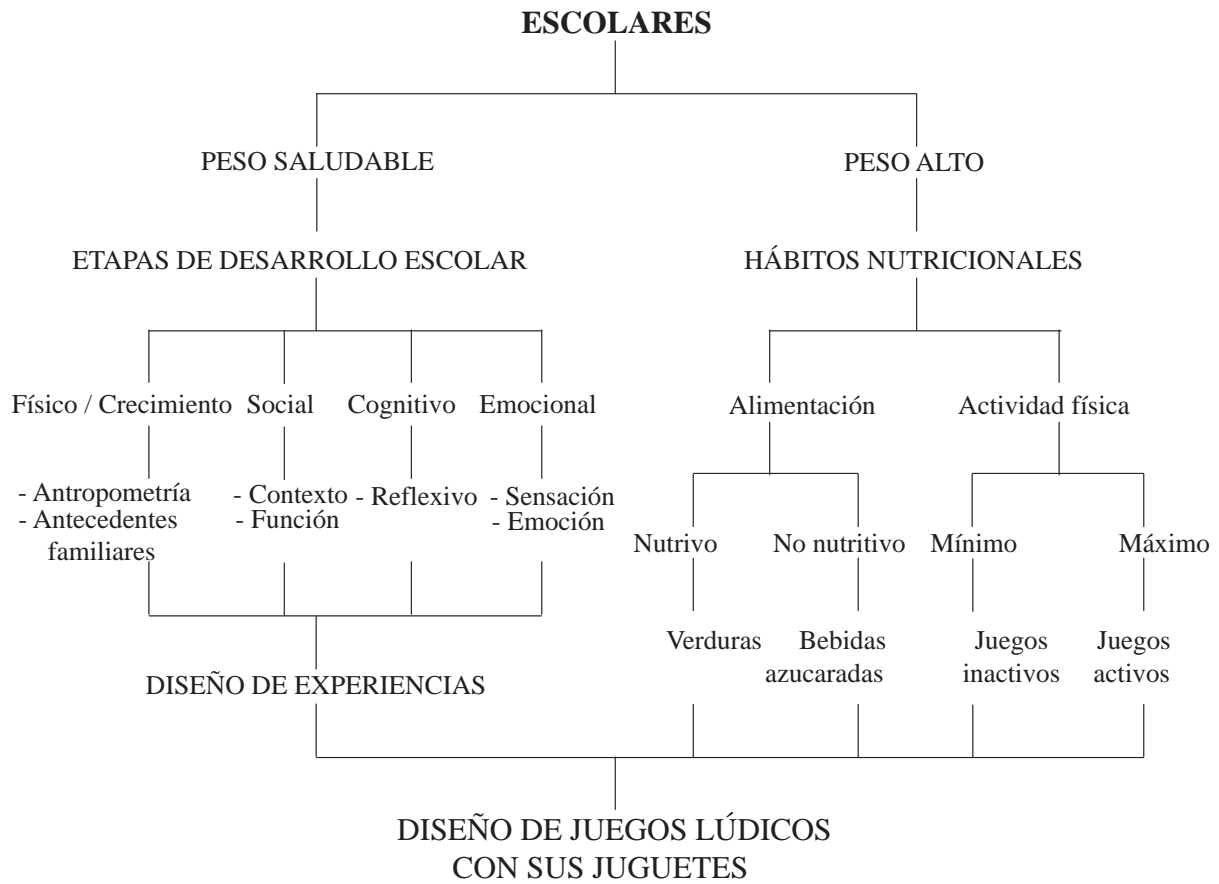 ESCOLARES
PESO SALUDABLE
PESO ALTO
ETAPAS DE DESARROLLO ESCOLAR
HÁBITOS NUTRICIONALES
Físico / Crecimiento
Social
Cognitivo
Emocional
Alimentación
Actividad física
- Antropometría
- Antecedentes
familiares
- Contexto
- Función
- Reflexivo
- Sensación
- Emoción
Nutrivo
No nutritivo
Mínimo
Máximo
Verduras
Bebidas
azucaradas
Juegos
inactivos
Juegos
activos
DISEÑO DE EXPERIENCIAS
DISEÑO DE JUEGOS LÚDICOS
CON SUS JUGUETES